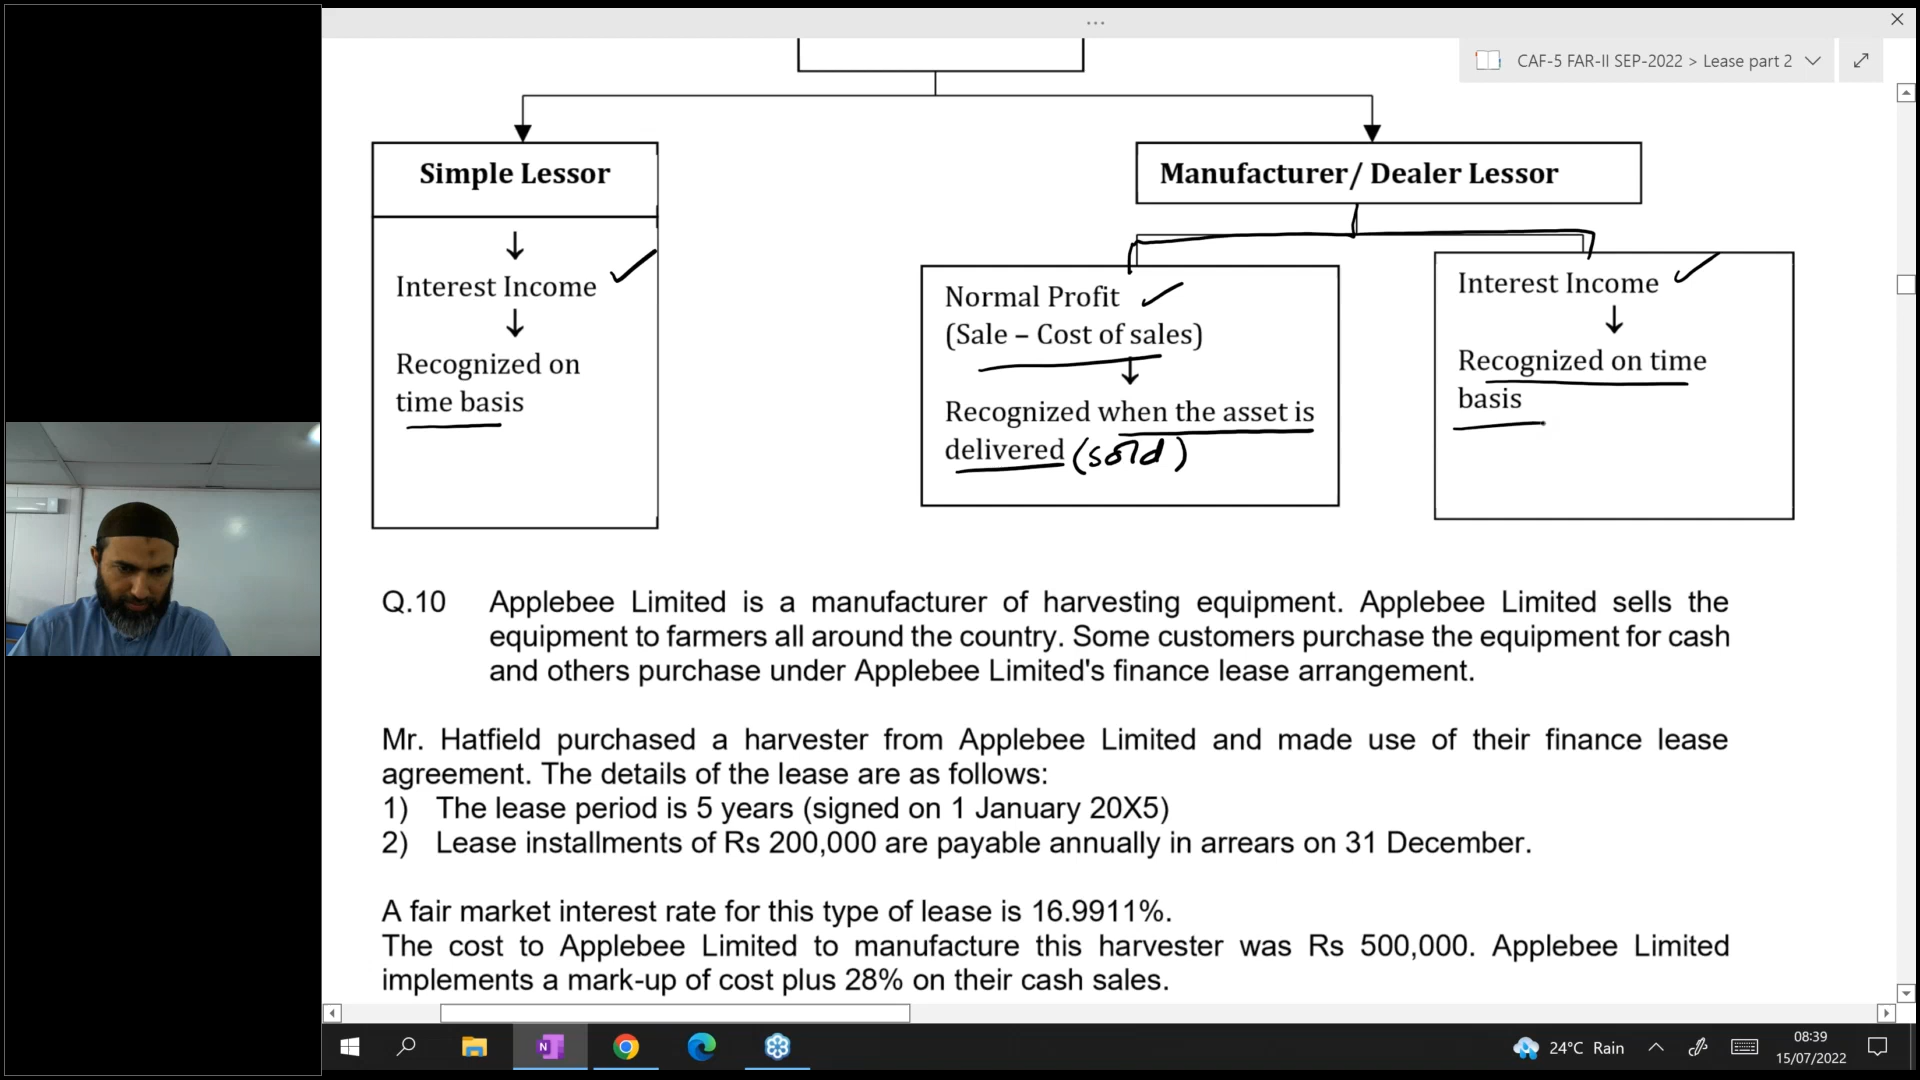 CAF-5 FAR-II SEP-2022 > Lease part 2
Simple Lessor
Interest Income
Recognized on
time basis
Manufacturer/ Dealer Lessor
Normal Profit
(Sale – Cost of sales)
Recognized when the asset is
delivered (sold)
Interest Income
Recognized on time
basis
Q.10 Applebee Limited is a manufacturer of harvesting equipment. Applebee Limited sells the
equipment to farmers all around the country. Some customers purchase the equipment for cash
and others purchase under Applebee Limited's finance lease arrangement.
Mr. Hatfield purchased a harvester from Applebee Limited and made use of their finance lease
agreement. The details of the lease are as follows:
1) The lease period is 5 years (signed on 1 January 20X5)
2) Lease installments of Rs 200,000 are payable annually in arrears on 31 December.
A fair market interest rate for this type of lease is 16.9911%.
The cost to Applebee Limited to manufacture this harvester was Rs 500,000. Applebee Limited
implements a mark-up of cost plus 28% on their cash sales.
N
24°C Rain
08:39
15/07/2022